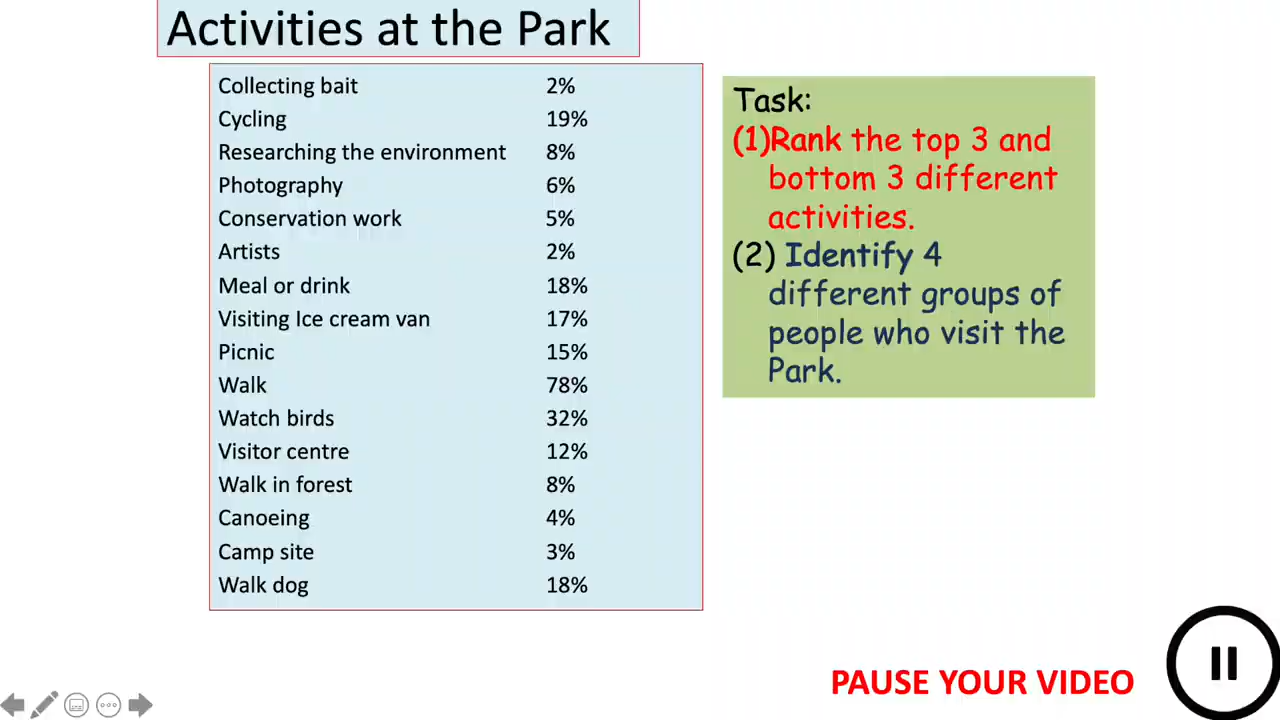 Activities at the Park
Collecting bait 2%
Cycling 19%
Researching the environment 8%
Photography 6%
Conservation work 5%
Artists 2%
Meal or drink 18%
Visiting Ice cream van 17%
Picnic 15%
Walk 78%
Watch birds 32%
Visitor centre 12%
Walk in forest 8%
Canoeing 4%
Camp site 3%
Walk dog 18%
Task:
(1)Rank the top 3 and
bottom 3 different
activities.
(2) Identify 4
different groups of
people who visit the
Park.
PAUSE YOUR VIDEO